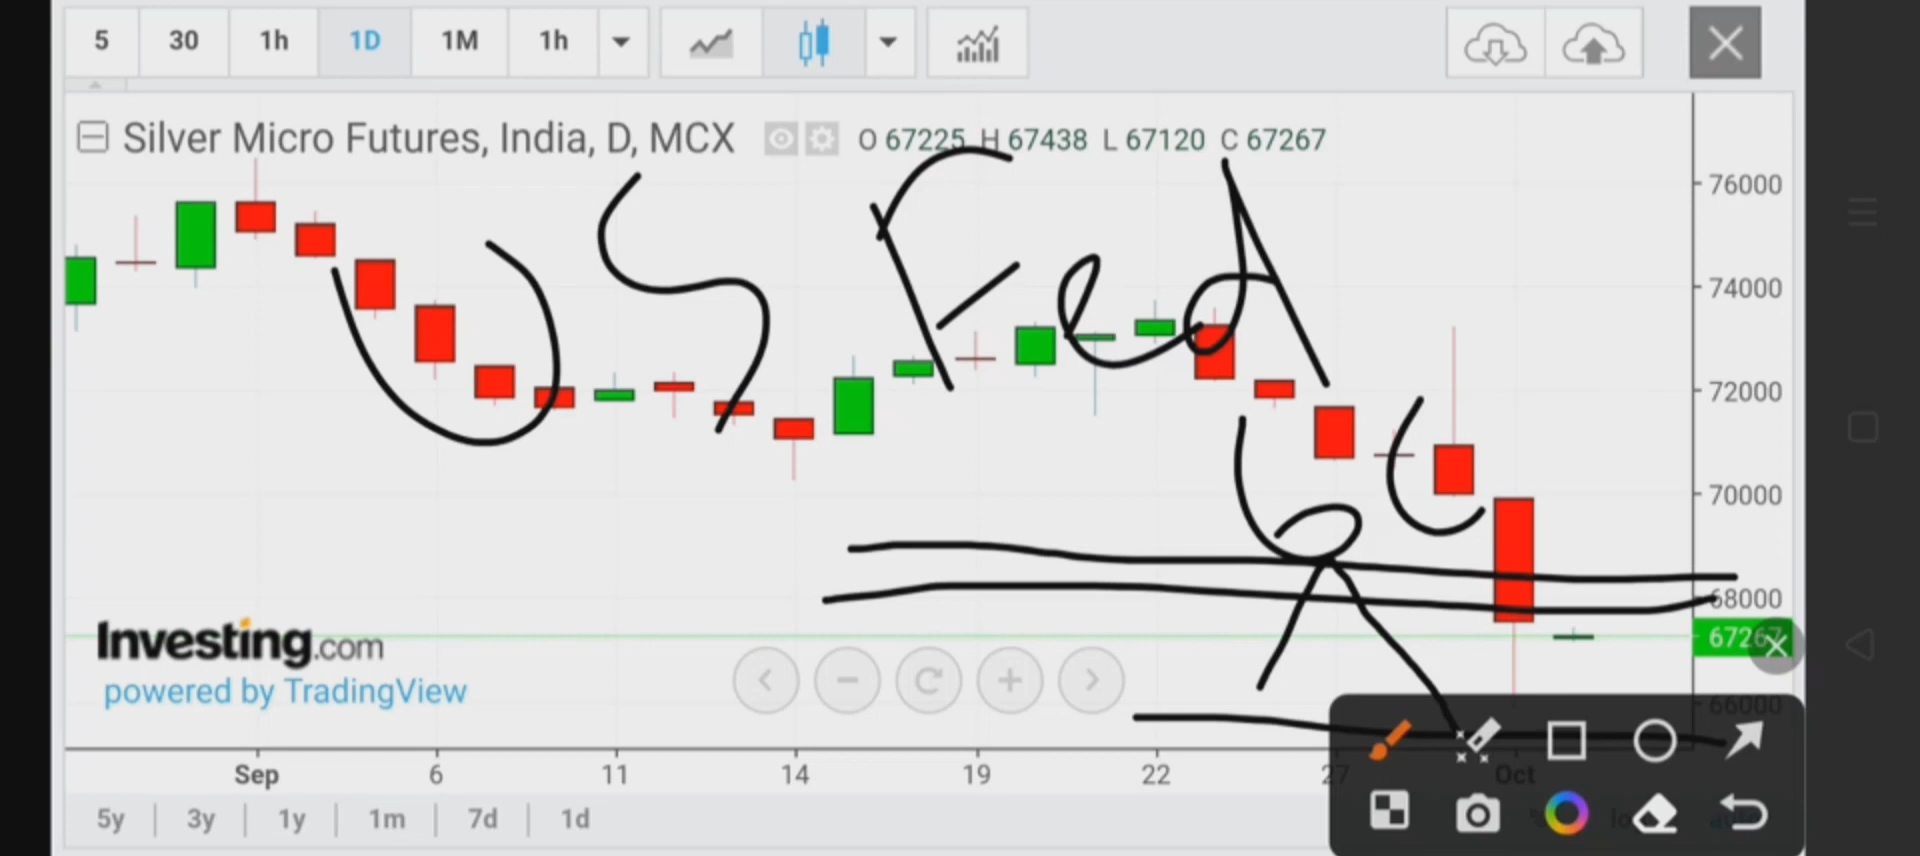 5 30 1h 1D 1M 1h
Silver Micro Futures, India, D, MCX O 67225 H 67438 L 67120 C 67267
US Fed
76000
74000
72000
70000
68000
67267
66000
Investing.com
powered by TradingView
Sep 6 11 14 19 22 27 Oct
5y 3y 1y 1m 7d 1d